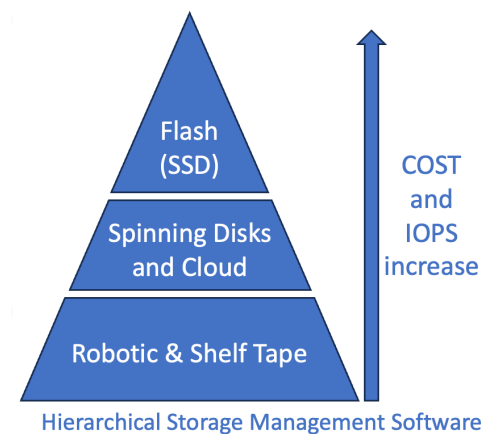 Flash
(SSD)
Spinning Disks
and Cloud
Robotic & Shelf Tape
COST
and
IOPS
increase
Hierarchical Storage Management Software